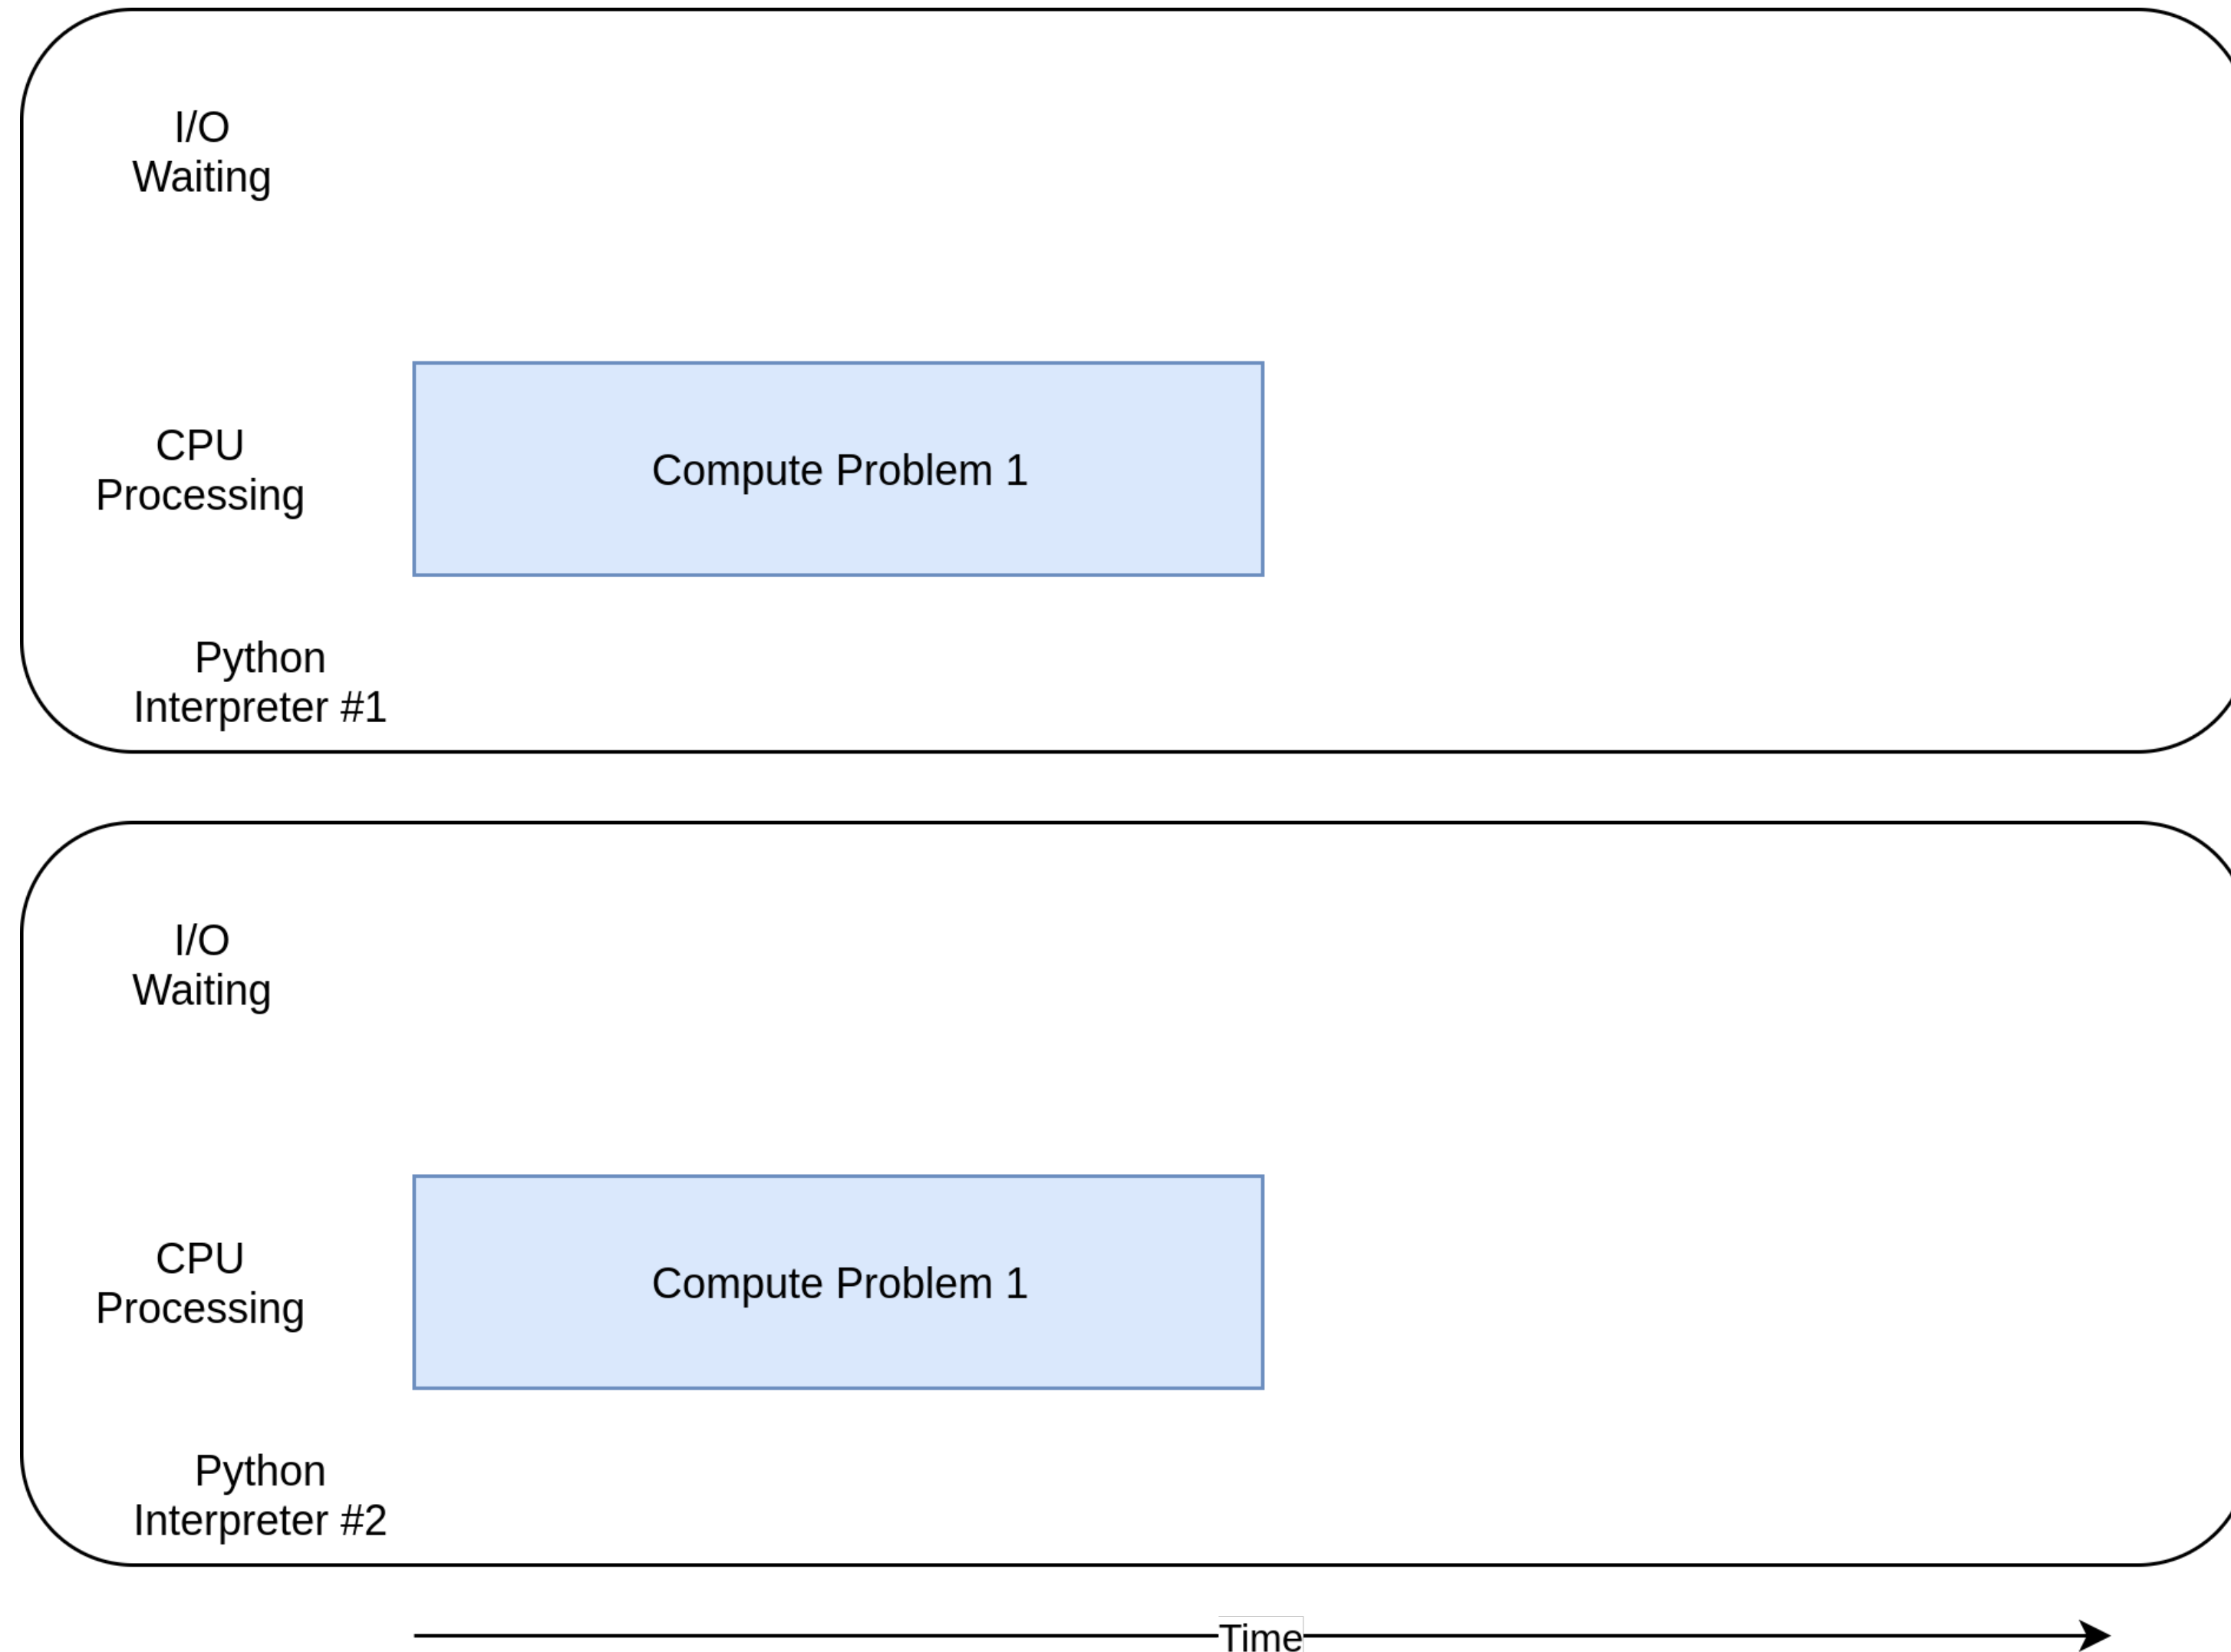 I/O
Waiting
Compute Problem 1
CPU
Processing
Python
Interpreter #1
I/O
Waiting
Compute Problem 1
CPU
Processing
Python
Interpreter #2
Time